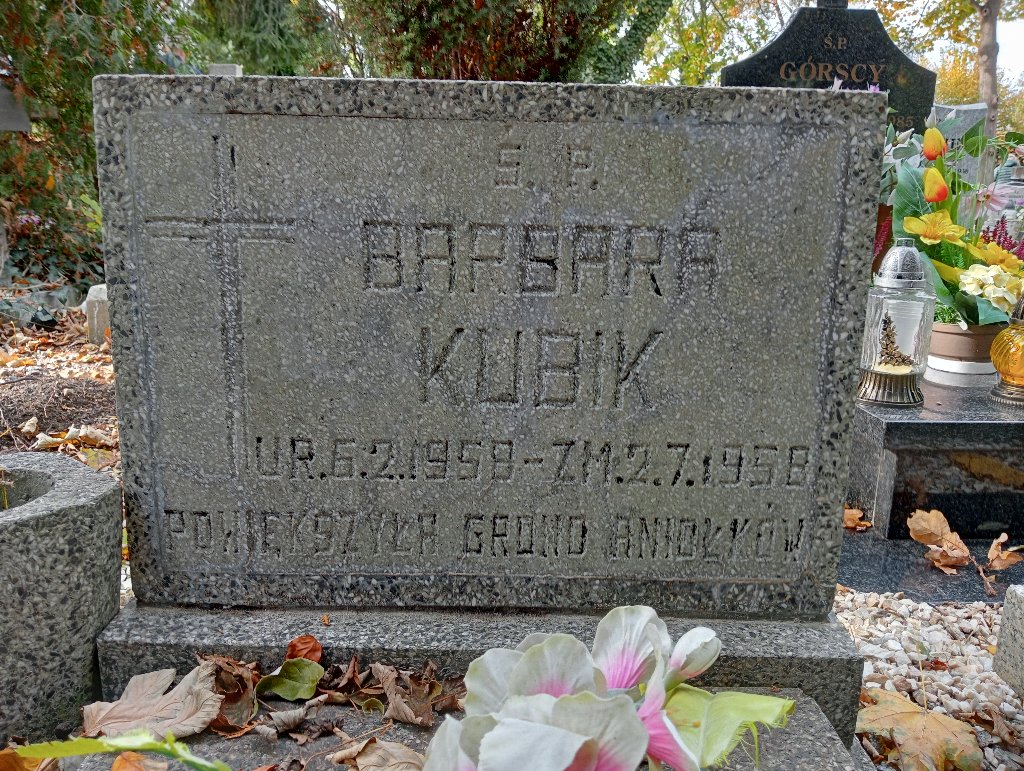 Ś.P.
GÓRSCY
Ś. P.
BARBARA
KUBIK
UR.6.2.1958-ZM.2.7.1958
POWIĘKSZYŁA GRONO ANIOŁKÓW